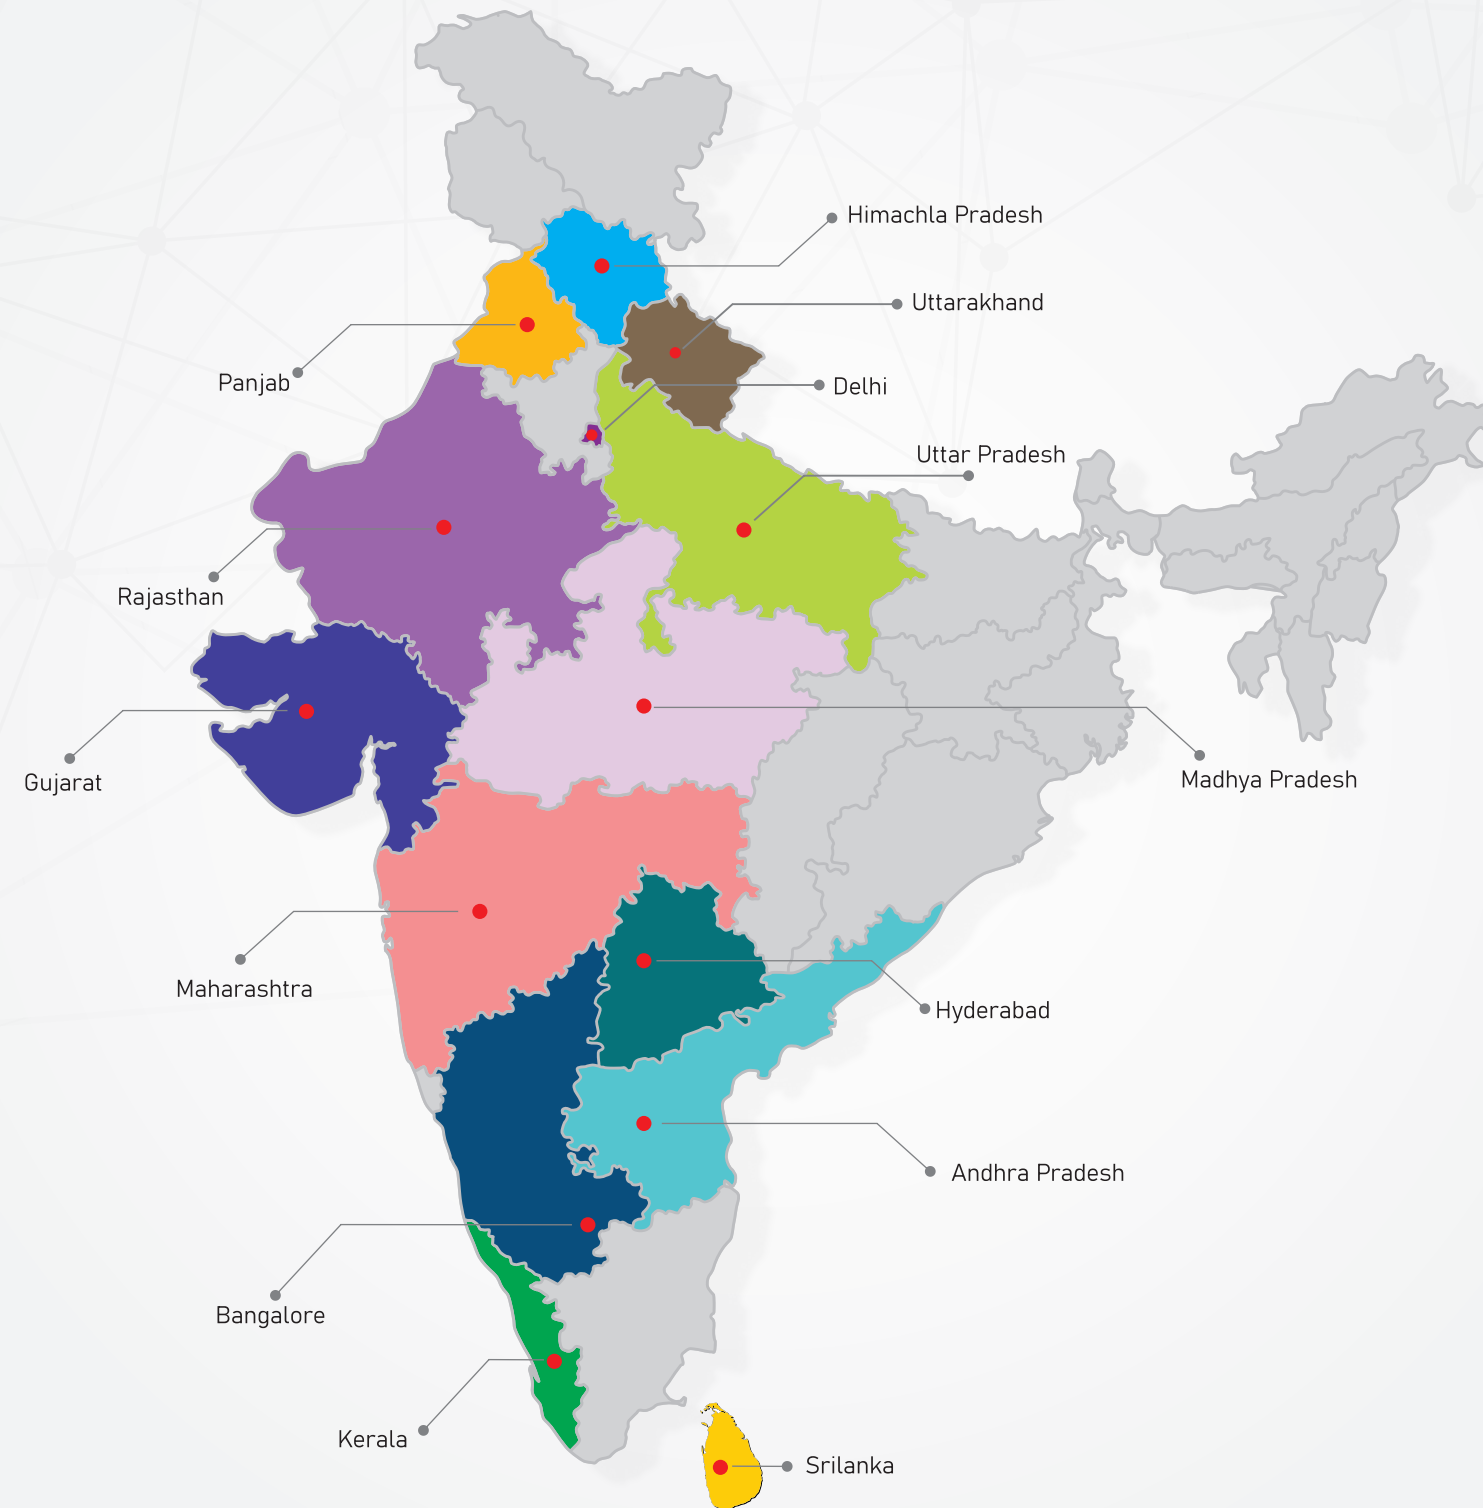 Himachla Pradesh
Uttarakhand
Panjab
Delhi
Uttar Pradesh
Rajasthan
Gujarat
Madhya Pradesh
Maharashtra
Hyderabad
Andhra Pradesh
Bangalore
Kerala
Srilanka